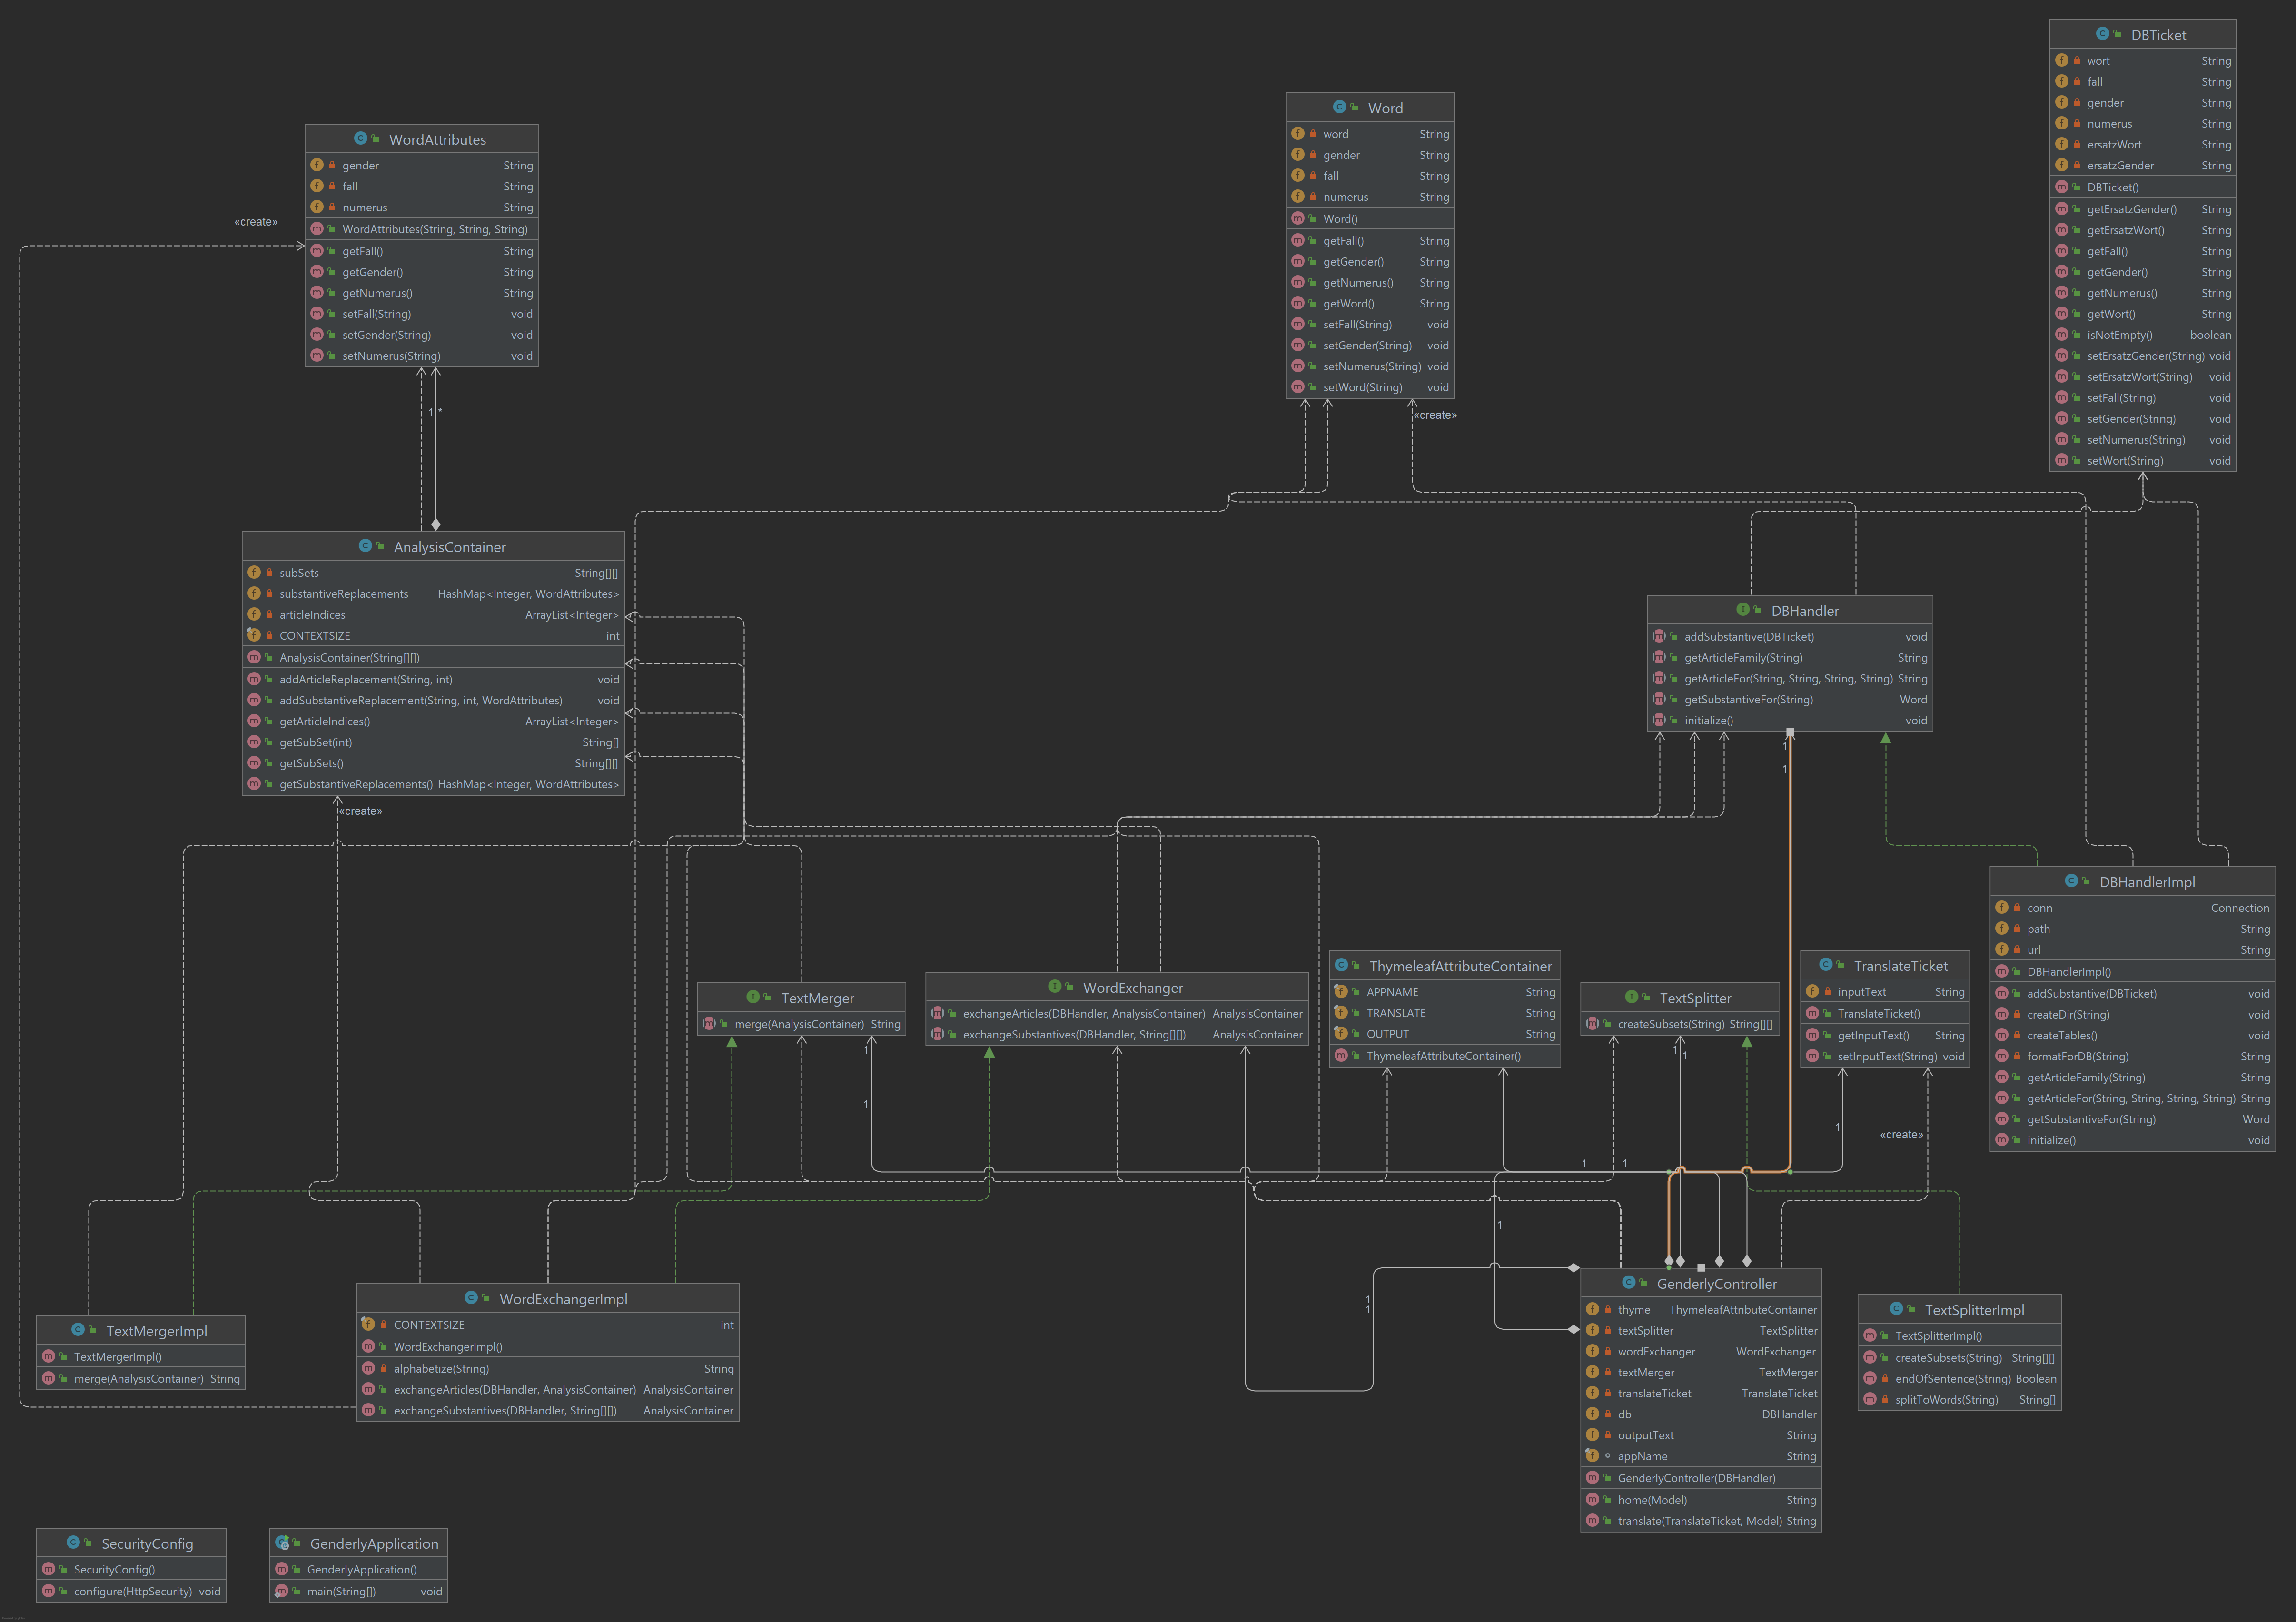 DBTicket
wort String
fall String
gender String
numerus String
ersatzWort String
ersatzGender String
DBTicket()
getErsatzGender() String
getErsatzWort() String
getFall() String
getGender() String
getNumerus() String
getWort() String
isNotEmpty() boolean
setErsatzGender(String) void
setErsatzWort(String) void
setFall(String) void
setGender(String) void
setNumerus(String) void
setWort(String) void
Word
word String
gender String
fall String
numerus String
Word()
getFall() String
getGender() String
getNumerus() String
getWord() String
setFall(String) void
setGender(String) void
setNumerus(String) void
setWord(String) void
«create»
WordAttributes
gender String
fall String
numerus String
WordAttributes(String, String, String)
getFall() String
getGender() String
getNumerus() String
setFall(String) void
setGender(String) void
setNumerus(String) void
«create»
1 *
AnalysisContainer
subSets String[][]
substantiveReplacements HashMap<Integer, WordAttributes>
articleIndices ArrayList<Integer>
CONTEXTSIZE int
AnalysisContainer(String[][])
addArticleReplacement(String, int) void
addSubstantiveReplacement(String, int, WordAttributes) void
getArticleIndices() ArrayList<Integer>
getSubSet(int) String[]
getSubSets() String[][]
getSubstantiveReplacements() HashMap<Integer, WordAttributes>
«create»
DBHandler
addSubstantive(DBTicket) void
getArticleFamily(String) String
getArticleFor(String, String, String, String) String
getSubstantiveFor(String) Word
initialize() void
1
1
DBHandlerImpl
conn Connection
path String
url String
DBHandlerImpl()
addSubstantive(DBTicket) void
createDir(String) void
createTables() void
formatForDB(String) String
getArticleFamily(String) String
getArticleFor(String, String, String, String) String
getSubstantiveFor(String) Word
initialize() void
TextMerger
merge(AnalysisContainer) String
1
1
WordExchanger
exchangeArticles(DBHandler, AnalysisContainer) AnalysisContainer
exchangeSubstantives(DBHandler, String[][]) AnalysisContainer
ThymeleafAttributeContainer
APPNAME String
TRANSLATE String
OUTPUT String
ThymeleafAttributeContainer()
TextSplitter
createSubsets(String) String[][]
1
1
TranslateTicket
inputText String
TranslateTicket()
getInputText() String
setInputText(String) void
1
«create»
1 1
1
1
1
TextMergerImpl
TextMergerImpl()
merge(AnalysisContainer) String
WordExchangerImpl
CONTEXTSIZE int
WordExchangerImpl()
alphabetize(String) String
exchangeArticles(DBHandler, AnalysisContainer) AnalysisContainer
exchangeSubstantives(DBHandler, String[][]) AnalysisContainer
GenderlyController
thyme ThymeleafAttributeContainer
textSplitter TextSplitter
wordExchanger WordExchanger
textMerger TextMerger
translateTicket TranslateTicket
db DBHandler
outputText String
appName String
GenderlyController(DBHandler)
home(Model) String
translate(TranslateTicket, Model) String
TextSplitterImpl
TextSplitterImpl()
createSubsets(String) String[][]
endOfSentence(String) Boolean
splitToWords(String) String[]
SecurityConfig
SecurityConfig()
configure(HttpSecurity) void
GenderlyApplication
GenderlyApplication()
main(String[]) void